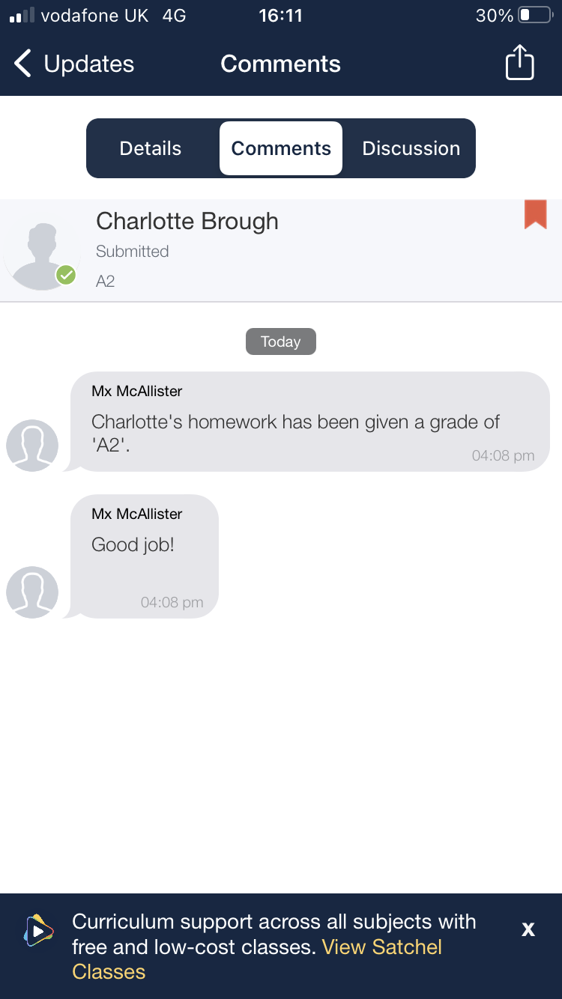 vodafone UK 4G 16:11 30%
Updates Comments
Details Comments Discussion
Charlotte Brough
Submitted
A2
Today
Mx McAllister
Charlotte's homework has been given a grade of
'A2'.
04:08 pm
Mx McAllister
Good job!
04:08 pm
Curriculum support across all subjects with
free and low-cost classes. View Satchel
Classes
x